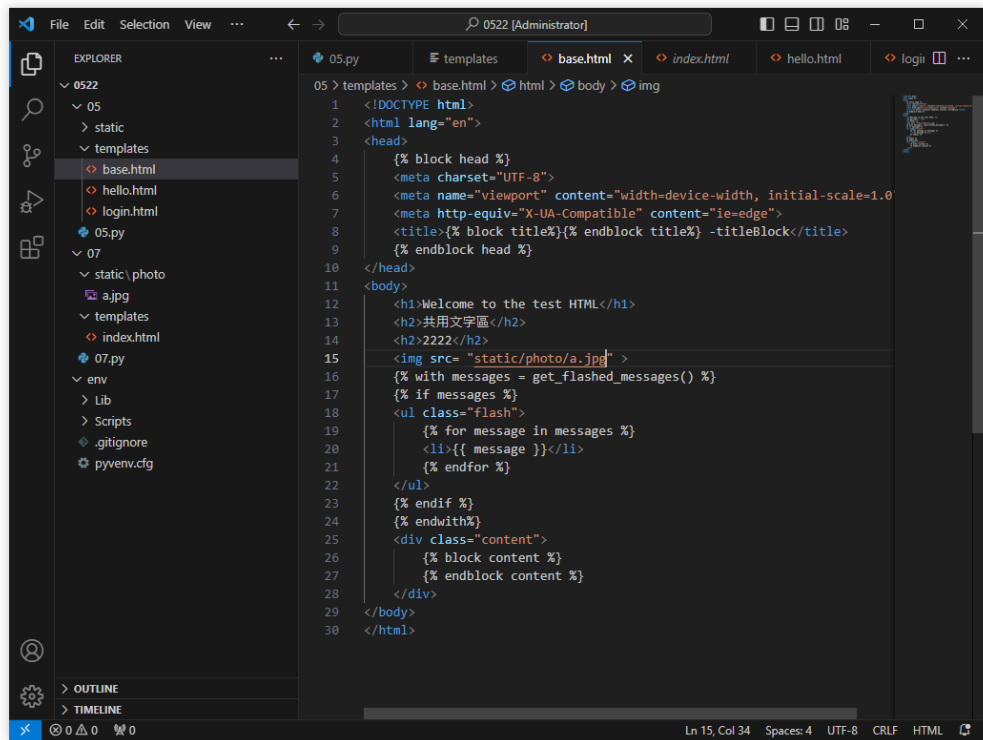 File Edit Selection View ··· ← → 0522 [Administrator]
EXPLORER ···
0522
05
static
templates
base.html
hello.html
login.html
05.py
07
static\photo
a.jpg
templates
index.html
07.py
env
Lib
Scripts
.gitignore
pyvenv.cfg
OUTLINE
TIMELINE
05.py templates base.html index.html hello.html logi ···
05 > templates > base.html > html > body > img
1 <!DOCTYPE html>
2 <html lang="en">
3 <head>
4 {% block head %}
5 <meta charset="UTF-8">
6 <meta name="viewport" content="width=device-width, initial-scale=1.0
7 <meta http-equiv="X-UA-Compatible" content="ie=edge">
8 <title>{% block title%}{% endblock title%} -titleBlock</title>
9 {% endblock head %}
10 </head>
11 <body>
12 <h1>Welcome to the test HTML</h1>
13 <h2>共用文字區</h2>
14 <h2>2222</h2>
15 <img src= "static/photo/a.jpg" >
16 {% with messages = get_flashed_messages() %}
17 {% if messages %}
18 <ul class="flash">
19 {% for message in messages %}
20 <li>{{ message }}</li>
21 {% endfor %}
22 </ul>
23 {% endif %}
24 {% endwith%}
25 <div class="content">
26 {% block content %}
27 {% endblock content %}
28 </div>
29 </body>
30 </html>
0 0 0 Ln 15, Col 34 Spaces: 4 UTF-8 CRLF HTML